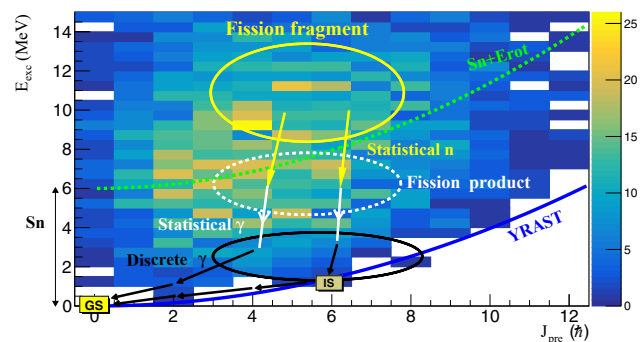 Fission fragment
Sn+Erot
Statistical n
Fission product
Statistical γ
Discrete γ
YRAST
IS
GS
Sn
E_exc (MeV)
14
12
10
8
6
4
2
0
0 2 4 6 8 10 12
J_pre (ℏ)
25
20
15
10
5
0